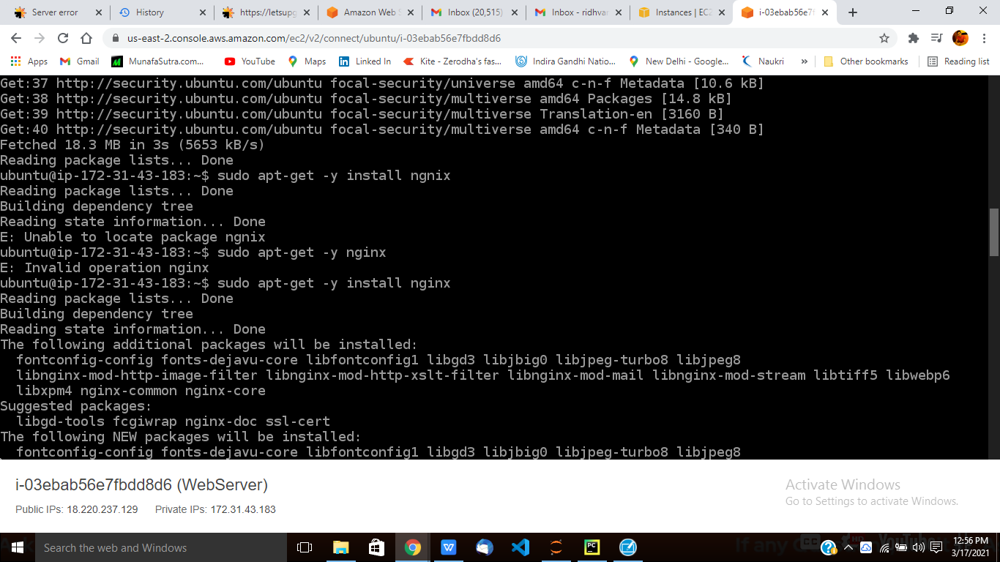 Server error
History
https://letsupg
Amazon Web S
Inbox (20,515)
Inbox - ridhvar
Instances | EC2
i-03ebab56e7f
us-east-2.console.aws.amazon.com/ec2/v2/connect/ubuntu/i-03ebab56e7fbdd8d6
Apps Gmail MunafaSutra.com... YouTube Maps Linked In Kite - Zerodha's fas... Indira Gandhi Natio... New Delhi - Google... Naukri » Other bookmarks Reading list
Get:37 http://security.ubuntu.com/ubuntu focal-security/universe amd64 c-n-f Metadata [10.6 kB]
Get:38 http://security.ubuntu.com/ubuntu focal-security/multiverse amd64 Packages [14.8 kB]
Get:39 http://security.ubuntu.com/ubuntu focal-security/multiverse Translation-en [3160 B]
Get:40 http://security.ubuntu.com/ubuntu focal-security/multiverse amd64 c-n-f Metadata [340 B]
Fetched 18.3 MB in 3s (5653 kB/s)
Reading package lists... Done
ubuntu@ip-172-31-43-183:~$ sudo apt-get -y install ngnix
Reading package lists... Done
Building dependency tree
Reading state information... Done
E: Unable to locate package ngnix
ubuntu@ip-172-31-43-183:~$ sudo apt-get -y nginx
E: Invalid operation nginx
ubuntu@ip-172-31-43-183:~$ sudo apt-get -y install nginx
Reading package lists... Done
Building dependency tree
Reading state information... Done
The following additional packages will be installed:
  fontconfig-config fonts-dejavu-core libfontconfig1 libgd3 libjbig0 libjpeg-turbo8 libjpeg8
  libnginx-mod-http-image-filter libnginx-mod-http-xslt-filter libnginx-mod-mail libnginx-mod-stream libtiff5 libwebp6
  libxpm4 nginx-common nginx-core
Suggested packages:
  libgd-tools fcgiwrap nginx-doc ssl-cert
The following NEW packages will be installed:
  fontconfig-config fonts-dejavu-core libfontconfig1 libgd3 libjbig0 libjpeg-turbo8 libjpeg8
i-03ebab56e7fbdd8d6 (WebServer)
Public IPs: 18.220.237.129 Private IPs: 172.31.43.183
Activate Windows
Go to Settings to activate Windows.
Search the web and Windows
If any
12:56 PM
3/17/2021